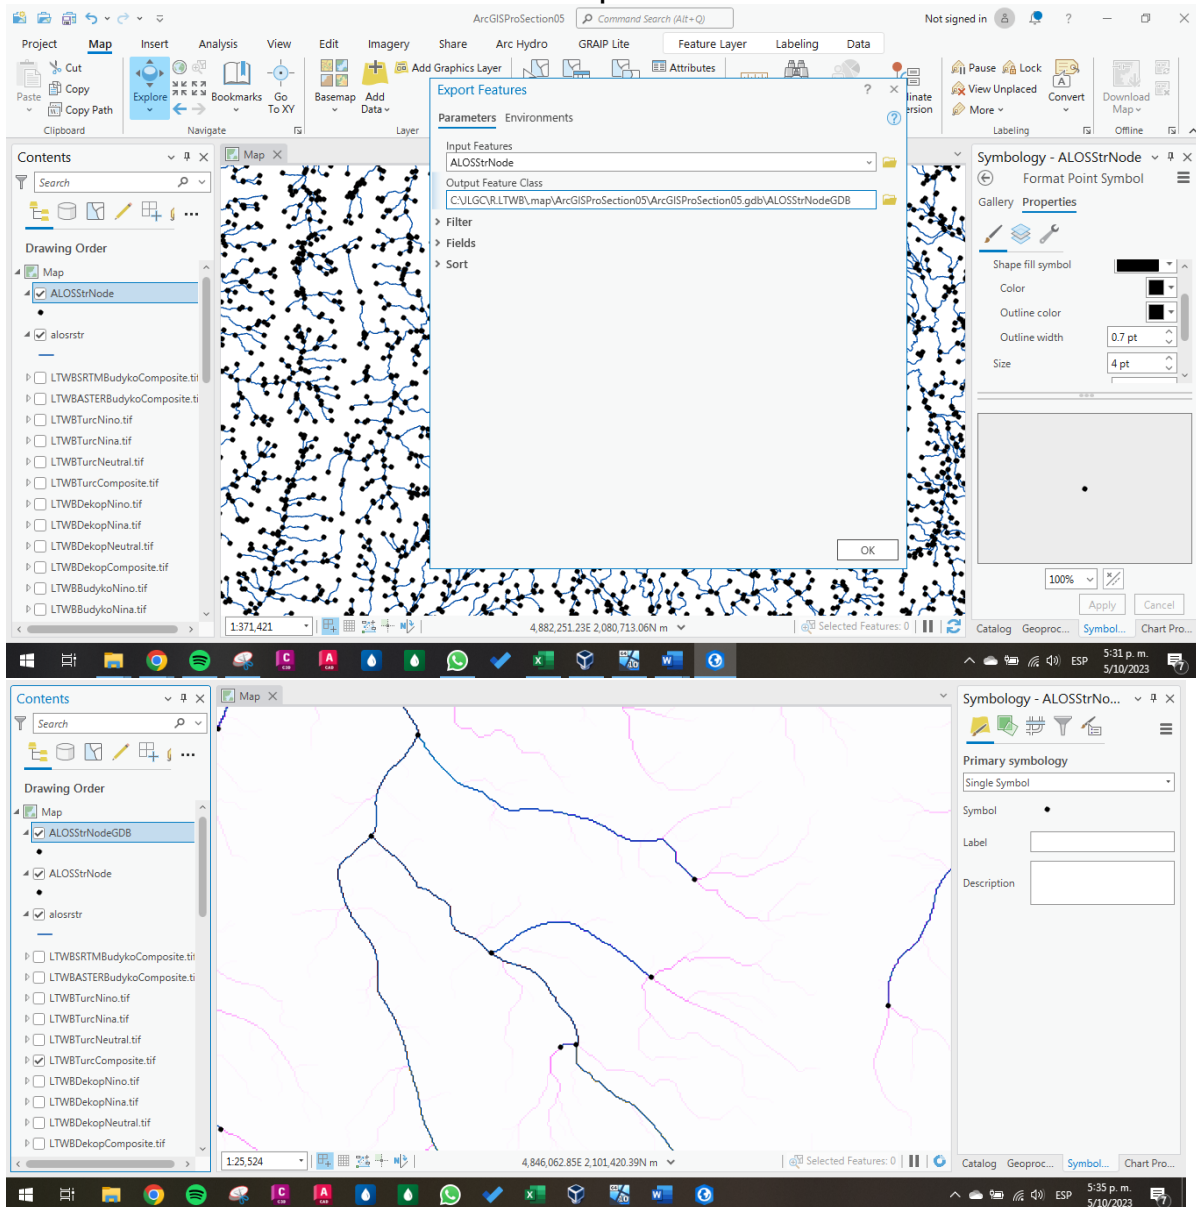 ArcGISProSection05
Command Search (Alt+Q)
Not signed in
?
Project Map Insert Analysis View Edit Imagery Share Arc Hydro GRAIP Lite Feature Layer Labeling Data
Paste
Cut
Copy
Copy Path
Clipboard
Explore
Bookmarks
Go
To XY
Navigate
Basemap
Add
Data
Add Graphics Layer
Layer
Attributes
Pause
Lock
View Unplaced
More
Convert
Labeling
Download
Map
Offline
Export Features
?
Parameters Environments
Input Features
ALOSStrNode
Output Feature Class
C:\JLGC\R.LTWB\.map\ArcGISProSection05\ArcGISProSection05.gdb\ALOSStrNodeGDB
Filter
Fields
Sort
OK
Contents
Search
Drawing Order
Map
ALOSStrNode
alosrstr
LTWBSRTMBudykoComposite.tif
LTWBASTERBudykoComposite.ti
LTWBTurcNino.tif
LTWBTurcNina.tif
LTWBTurcNeutral.tif
LTWBTurcComposite.tif
LTWBDekopNino.tif
LTWBDekopNina.tif
LTWBDekopNeutral.tif
LTWBDekopComposite.tif
LTWBBudykoNino.tif
LTWBBudykoNina.tif
Map
1:371,421
4,882,251.23E 2,080,713.06N m
Selected Features: 0
Symbology - ALOSStrNode
Format Point Symbol
Gallery Properties
Shape fill symbol
Color
Outline color
Outline width 0.7 pt
Size 4 pt
100%
Apply Cancel
Catalog Geoproc... Symbol... Chart Pro...
ESP
5:31 p. m.
5/10/2023
Contents
Search
Drawing Order
Map
ALOSStrNodeGDB
ALOSStrNode
alosrstr
LTWBSRTMBudykoComposite.tif
LTWBASTERBudykoComposite.ti
LTWBTurcNino.tif
LTWBTurcNina.tif
LTWBTurcNeutral.tif
LTWBTurcComposite.tif
LTWBDekopNino.tif
LTWBDekopNina.tif
LTWBDekopNeutral.tif
LTWBDekopComposite.tif
Map
1:25,524
4,846,062.85E 2,101,420.39N m
Selected Features: 0
Symbology - ALOSStrNo...
Primary symbology
Single Symbol
Symbol
Label
Description
Catalog Geoproc... Symbol... Chart Pro...
ESP
5:35 p. m.
5/10/2023